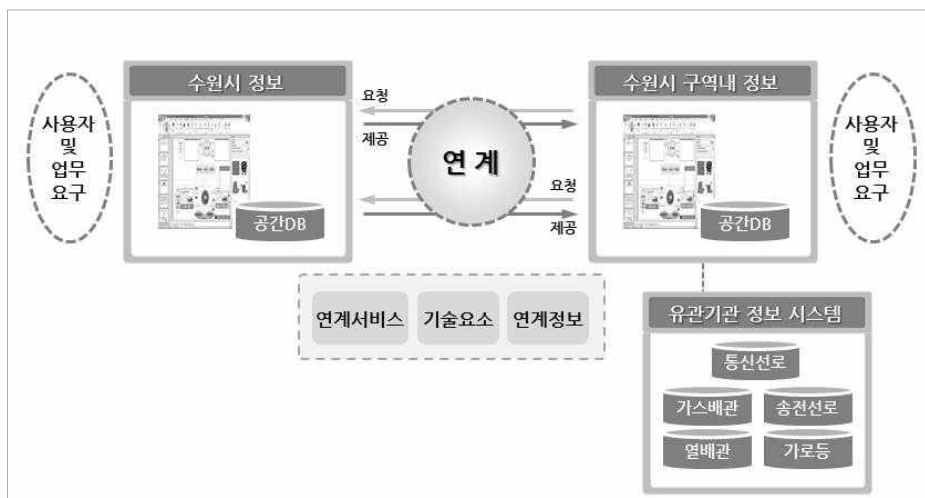 수원시 정보
수원시 구역내 정보
사용자
및
업무
요구
요청
제공
연 계
요청
제공
공간DB
공간DB
사용자
및
업무
요구
연계서비스
기술요소
연계정보
유관기관 정보 시스템
통신선로
가스배관
송전선로
열배관
가로등